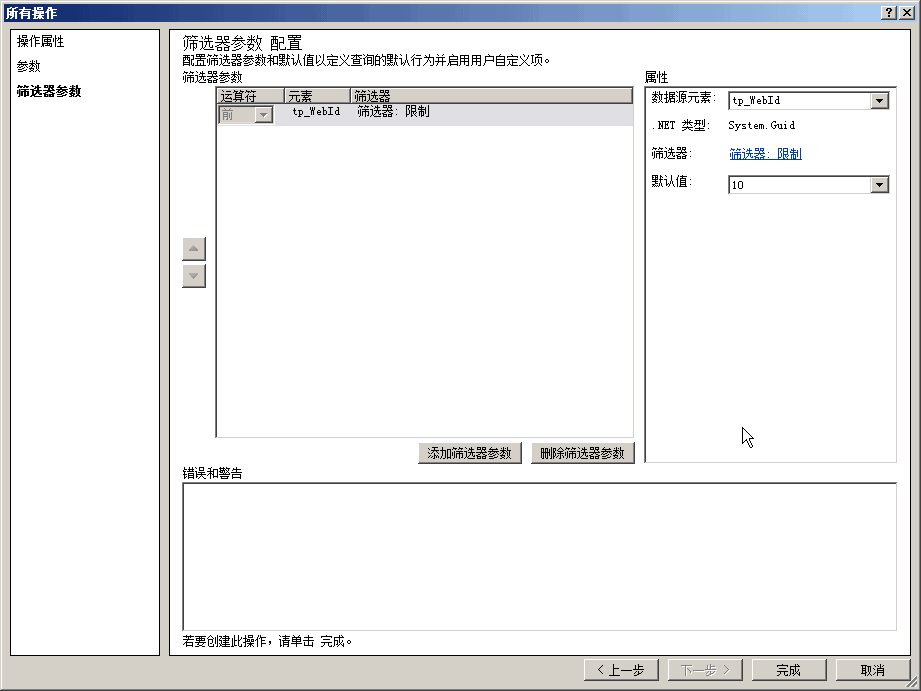 所有操作
操作属性
参数
筛选器参数
筛选器参数 配置
配置筛选器参数和默认值以定义查询的默认行为并启用用户自定义项。
筛选器参数
运算符 元素 筛选器
前 tp_WebId 筛选器: 限制
添加筛选器参数 删除筛选器参数
属性
数据源元素: tp_WebId
.NET 类型: System.Guid
筛选器: 筛选器: 限制
默认值: 10
错误和警告
若要创建此操作，请单击 完成。
< 上一步 下一步 > 完成 取消